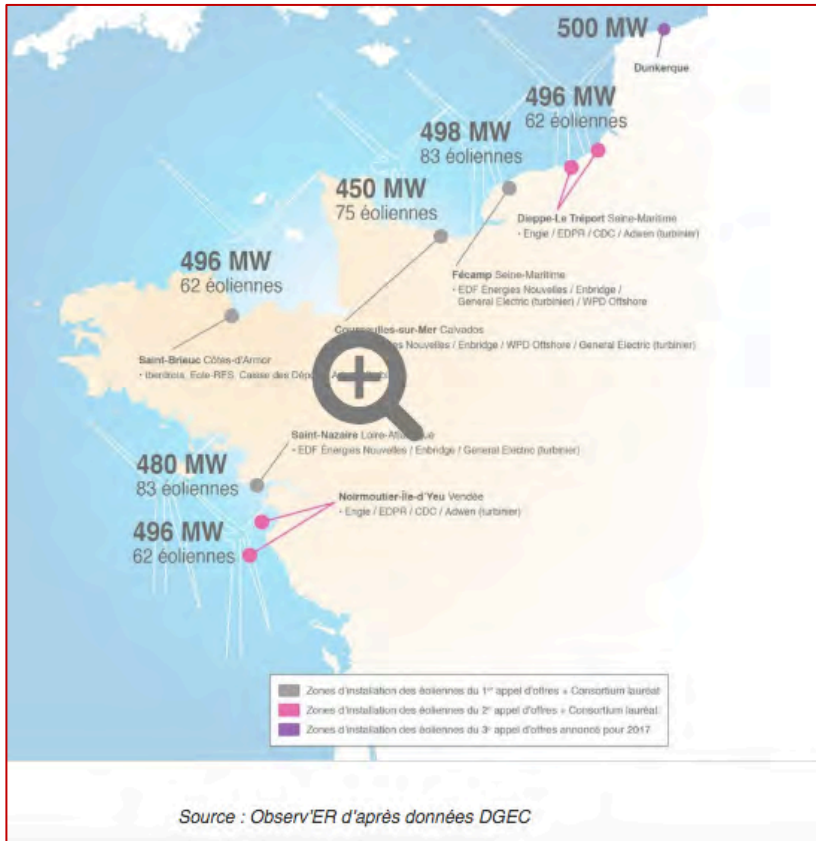 500 MW
Dunkerque
496 MW
62 éoliennes
498 MW
83 éoliennes
450 MW
75 éoliennes
Dieppe-Le Tréport Seine-Maritime
• Engie / EDPR / CDC / Adwen (turbinier)
496 MW
62 éoliennes
Fécamp Seine-Maritime
• EDF Énergies Nouvelles / Enbridge /
General Electric (turbinier) / WPD Offshore
Courseulles-sur-Mer Calvados
Nouvelles / Enbridge / WPD Offshore / General Electric (turbinier)
Saint-Brieuc Côtes-d'Armor
• Iberdrola, Eole-RES, Caisse des
Saint-Nazaire Loire-Atlantique
• EDF Énergies Nouvelles / Enbridge / General Electric (turbinier)
480 MW
83 éoliennes
Noirmoutier-Île-d'Yeu Vendée
• Engie / EDPR / CDC / Adwen (turbinier)
496 MW
62 éoliennes
Zones d'installation des éoliennes du 1er appel d'offres + Consortium lauréat
Zones d'installation des éoliennes du 2e appel d'offres + Consortium lauréat
Zones d'installation des éoliennes du 3e appel d'offres annoncé pour 2017
Source : Observ'ER d'après données DGEC